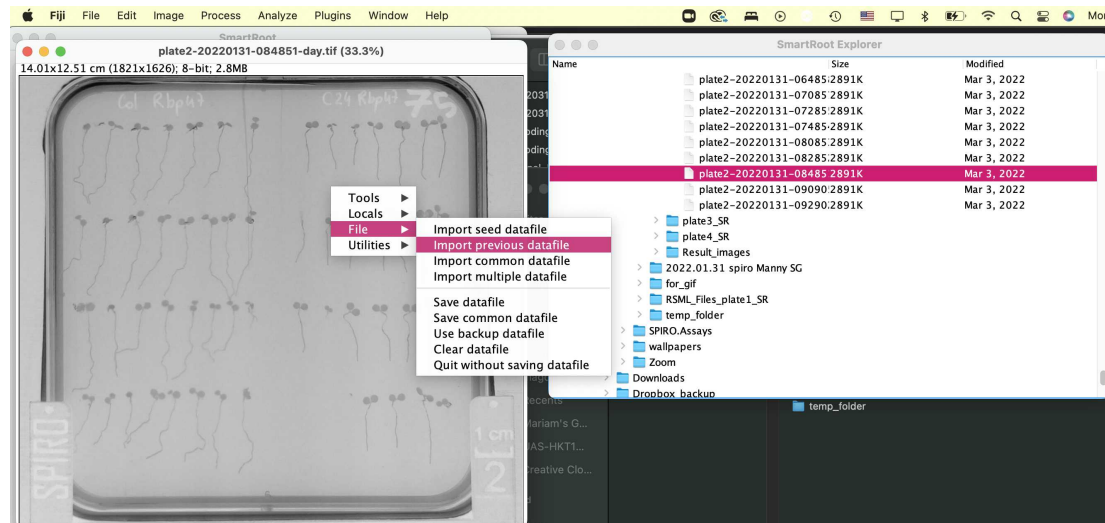 Fiji File Edit Image Process Analyze Plugins Window Help
SmartRoot
plate2-20220131-084851-day.tif (33.3%)
14.01x12.51 cm (1821x1626); 8-bit; 2.8MB
Col Rbp47
C24 Rbp47
75
SPIRO
1 cm
2
Tools
Locals
File
Utilities
Import seed datafile
Import previous datafile
Import common datafile
Import multiple datafile
Save datafile
Save common datafile
Use backup datafile
Clear datafile
Quit without saving datafile
SmartRoot Explorer
Name Size Modified
plate2-20220131-06485 2891K Mar 3, 2022
plate2-20220131-07085 2891K Mar 3, 2022
plate2-20220131-07285 2891K Mar 3, 2022
plate2-20220131-07485 2891K Mar 3, 2022
plate2-20220131-08085 2891K Mar 3, 2022
plate2-20220131-08285 2891K Mar 3, 2022
plate2-20220131-08485 2891K Mar 3, 2022
plate2-20220131-09090 2891K Mar 3, 2022
plate2-20220131-09290 2891K Mar 3, 2022
plate3_SR
plate4_SR
Result_images
2022.01.31 spiro Manny SG
for_gif
RSML_Files_plate1_SR
temp_folder
SPIRO.Assays
wallpapers
Zoom
Downloads
Dropbox backup
temp_folder
Mariam's G...
JAS-HKT1...
Creative Clo...